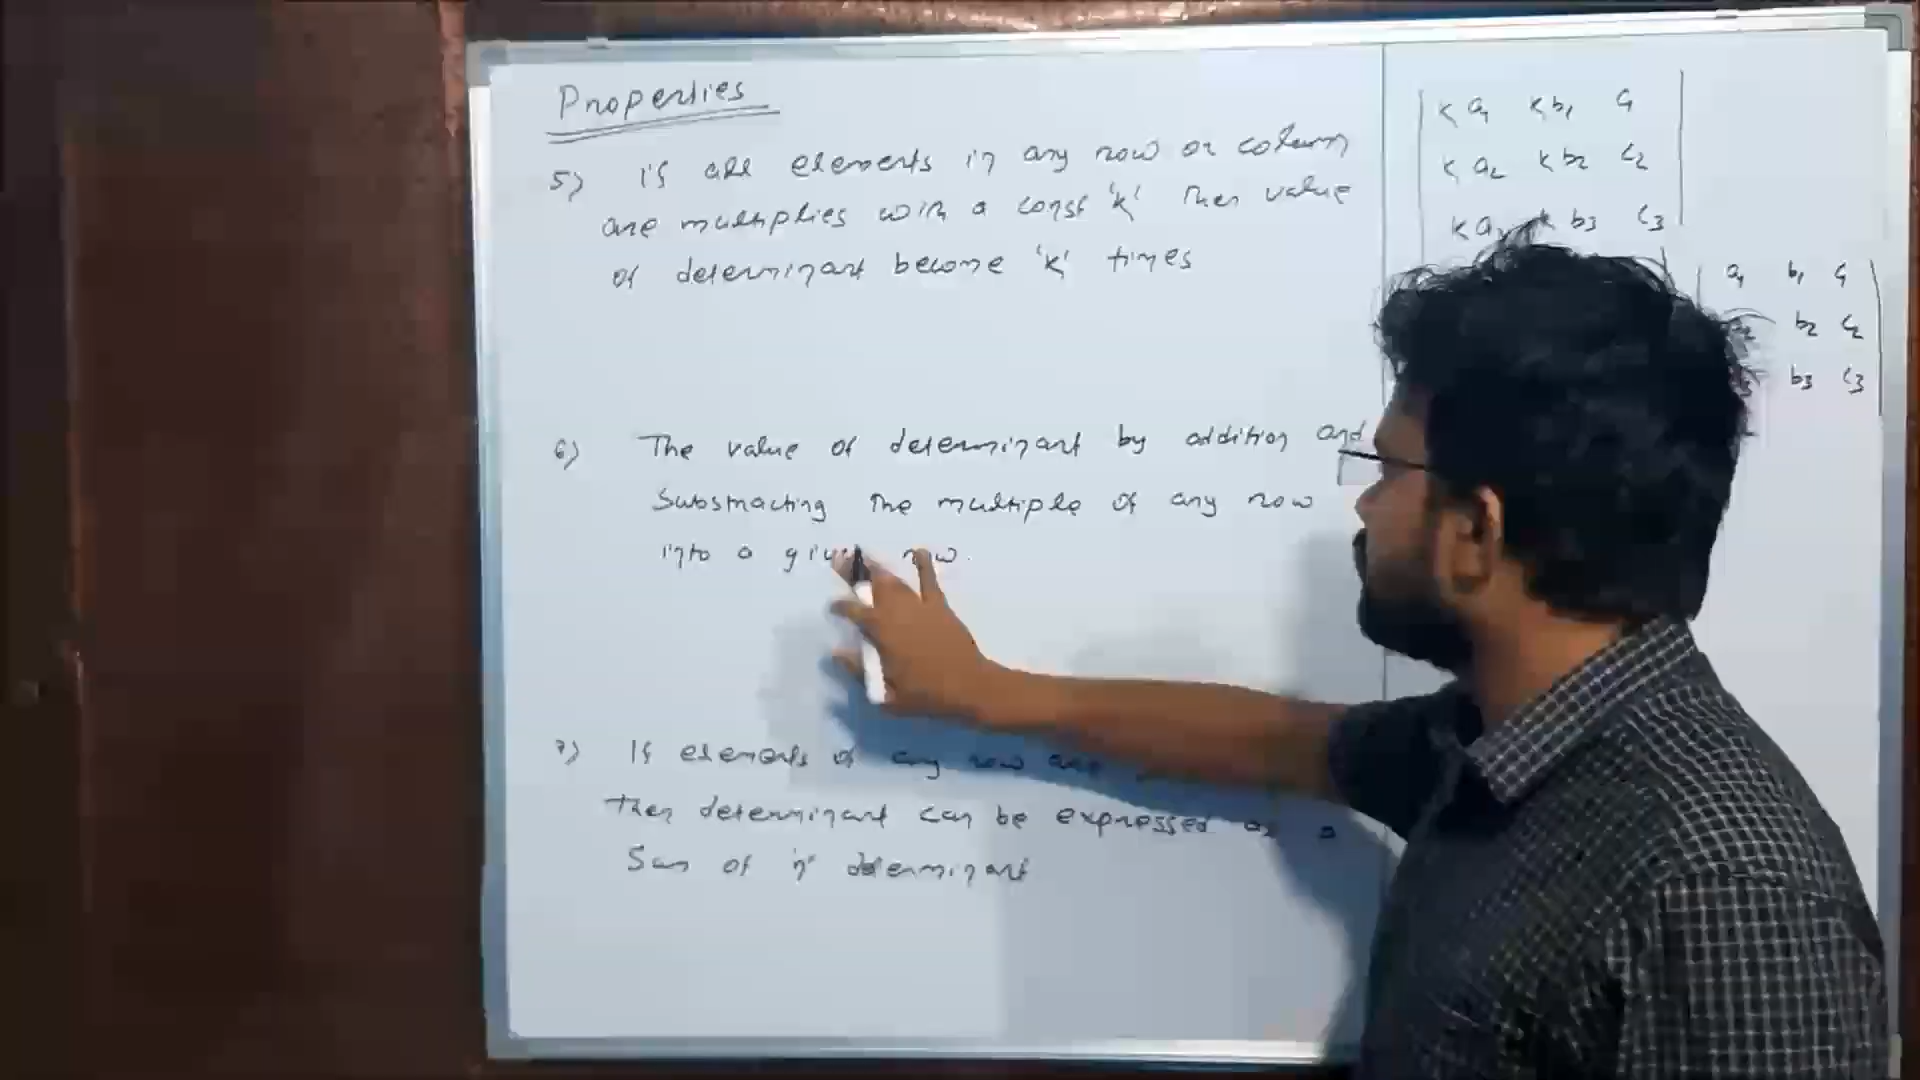 Properties
5) If all elements in any row or column
are multiplies with a const 'k' then value
of determinant become 'k' times
6) The value of determinant by addition and
Substracting the multiple of any row
into a given row.
7) If elements of any row are
then determinant can be expressed as a
Sum of 'n' determinant
k a1 k b1 c1
k a2 k b2 c2
k a3 k b3 c3
a1 b1 c1
b2 c2
b3 c3